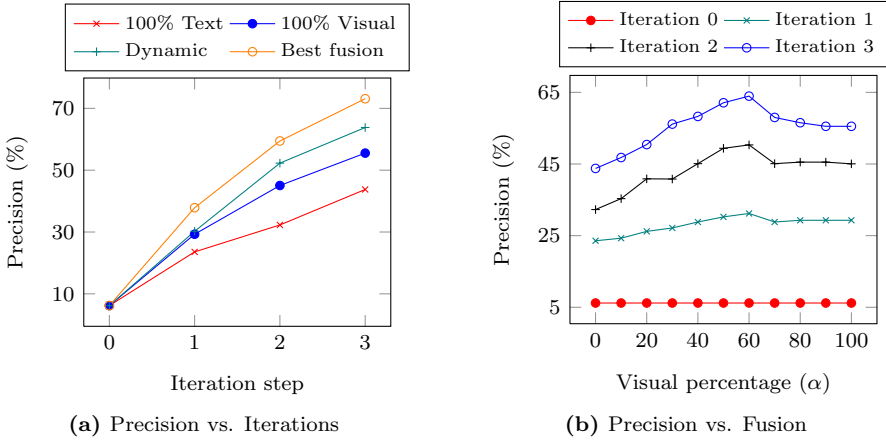 100% Text 100% Visual
Dynamic Best fusion
70
50
30
10
Precision (%)
0 1 2 3
Iteration step
(a) Precision vs. Iterations
Iteration 0 Iteration 1
Iteration 2 Iteration 3
65
45
25
5
Precision (%)
0 20 40 60 80 100
Visual percentage (α)
(b) Precision vs. Fusion